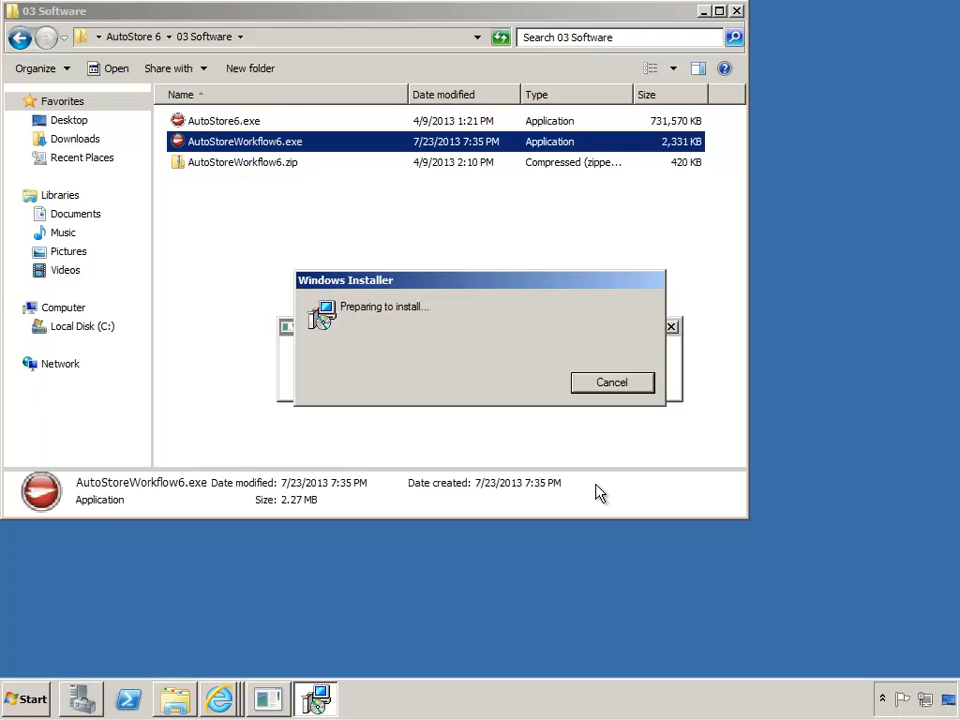 03 Software
AutoStore 6 03 Software Search 03 Software
Organize Open Share with New folder
Favorites
Desktop
Downloads
Recent Places
Libraries
Documents
Music
Pictures
Videos
Computer
Local Disk (C:)
Network
Name Date modified Type Size
AutoStore6.exe 4/9/2013 1:21 PM Application 731,570 KB
AutoStoreWorkflow6.exe 7/23/2013 7:35 PM Application 2,331 KB
AutoStoreWorkflow6.zip 4/9/2013 2:10 PM Compressed (zippe... 420 KB
Windows Installer
Preparing to install...
Cancel
AutoStoreWorkflow6.exe Date modified: 7/23/2013 7:35 PM Date created: 7/23/2013 7:35 PM
Application Size: 2.27 MB
Start